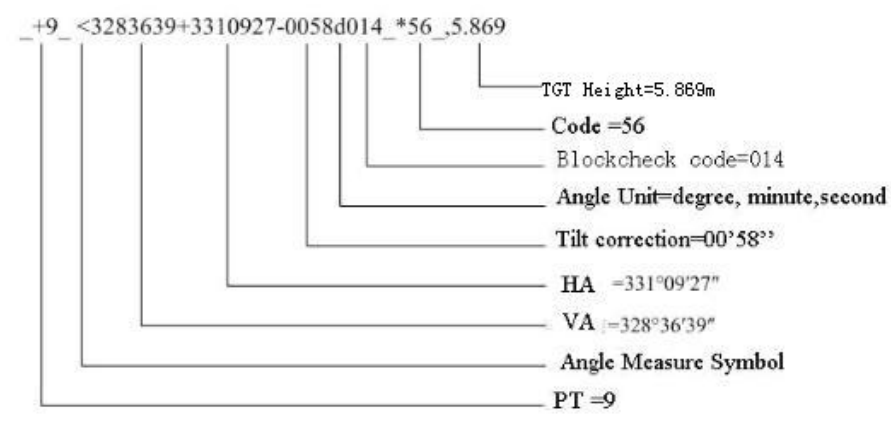 _+9_ <3283639+3310927-0058d014_*56_,5.869
TGT Height=5.869m
Code =56
Blockcheck code=014
Angle Unit=degree, minute,second
Tilt correction=00’58’’
HA =331°09′27″
VA =328°36′39″
Angle Measure Symbol
PT =9